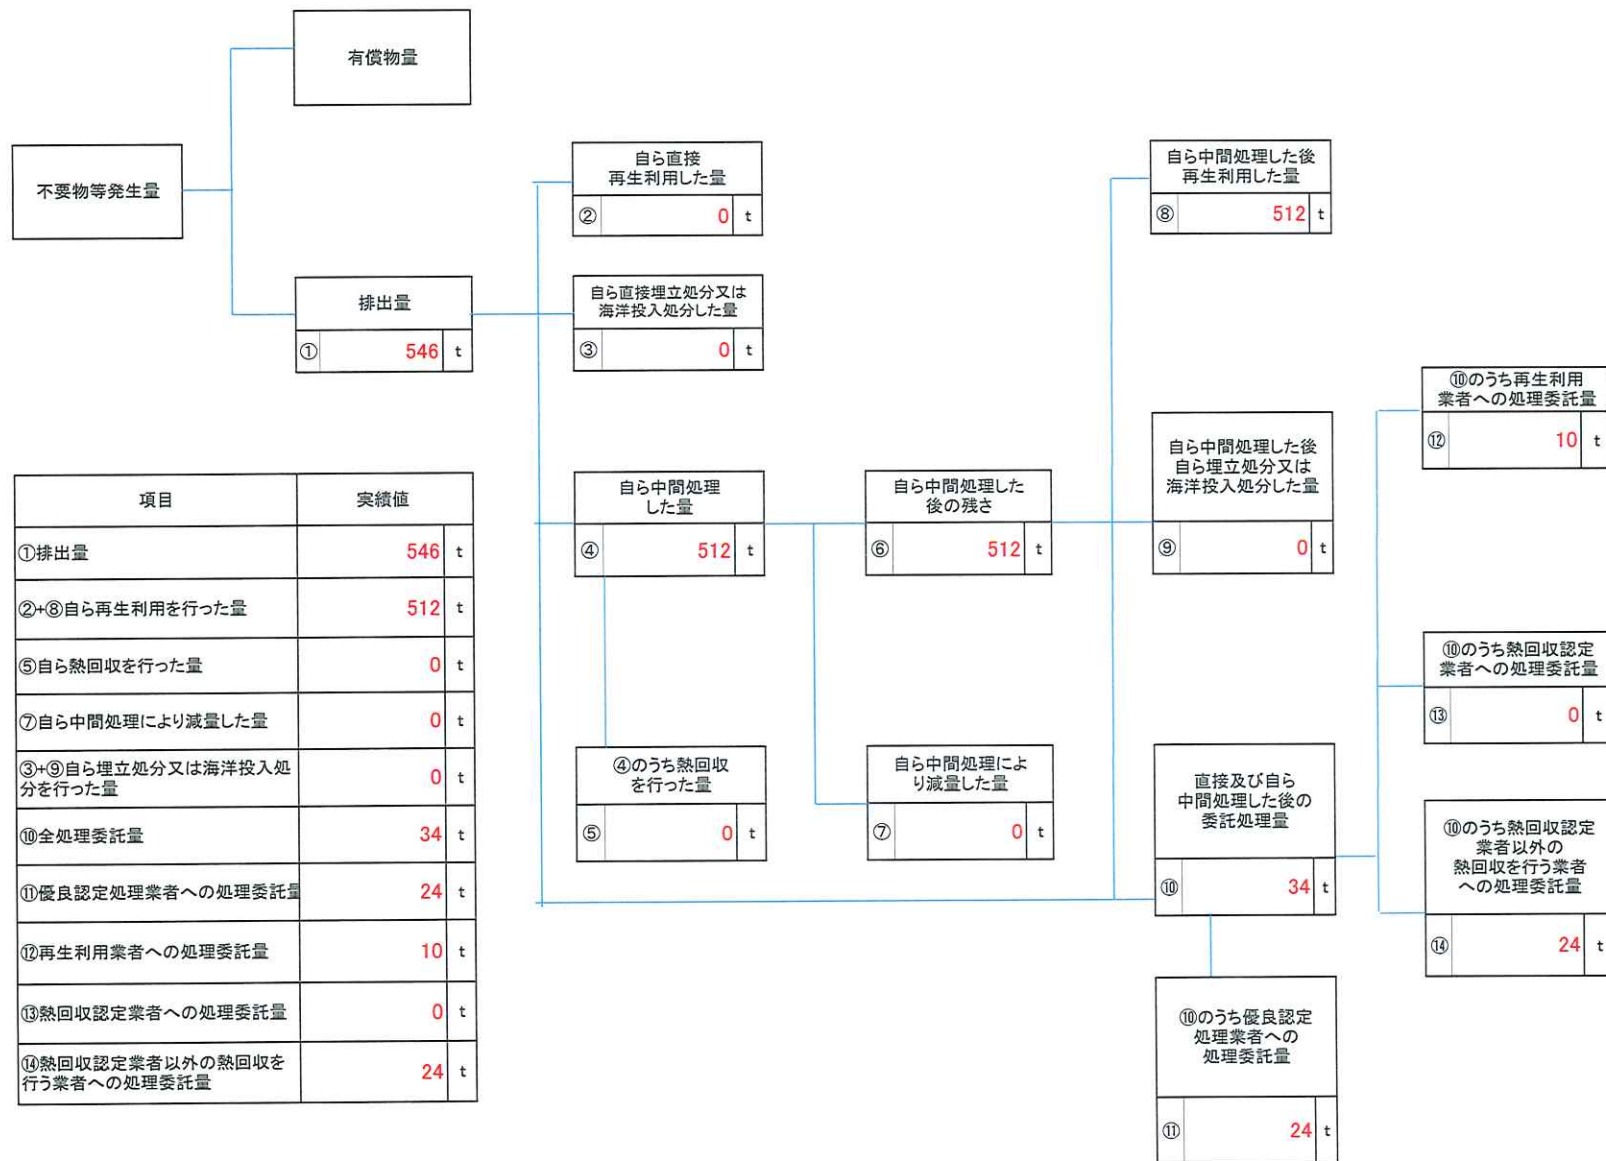 有償物量
不要物等発生量
排出量
① 546 t
自ら直接
再生利用した量
② 0 t
自ら直接埋立処分又は
海洋投入処分した量
③ 0 t
自ら中間処理
した量
④ 512 t
④のうち熱回収
を行った量
⑤ 0 t
自ら中間処理した
後の残さ
⑥ 512 t
自ら中間処理によ
り減量した量
⑦ 0 t
自ら中間処理した後
再生利用した量
⑧ 512 t
自ら中間処理した後
自ら埋立処分又は
海洋投入処分した量
⑨ 0 t
直接及び自ら
中間処理した後の
委託処理量
⑩ 34 t
⑩のうち優良認定
処理業者への
処理委託量
⑪ 24 t
⑩のうち再生利用
業者への処理委託量
⑫ 10 t
⑩のうち熱回収認定
業者への処理委託量
⑬ 0 t
⑩のうち熱回収認定
業者以外の
熱回収を行う業者
への処理委託量
⑭ 24 t
項目 実績値
①排出量 546 t
②+⑧自ら再生利用を行った量 512 t
⑤自ら熱回収を行った量 0 t
⑦自ら中間処理により減量した量 0 t
③+⑨自ら埋立処分又は海洋投入処
分を行った量 0 t
⑩全処理委託量 34 t
⑪優良認定処理業者への処理委託量 24 t
⑫再生利用業者への処理委託量 10 t
⑬熱回収認定業者への処理委託量 0 t
⑭熱回収認定業者以外の熱回収を
行う業者への処理委託量 24 t